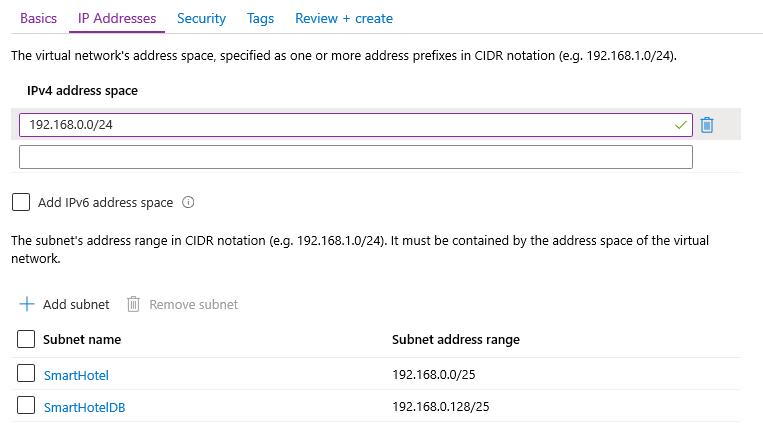 Basics IP Addresses Security Tags Review + create
The virtual network's address space, specified as one or more address prefixes in CIDR notation (e.g. 192.168.1.0/24).
IPv4 address space
192.168.0.0/24
Add IPv6 address space
The subnet's address range in CIDR notation (e.g. 192.168.1.0/24). It must be contained by the address space of the virtual
network.
Add subnet Remove subnet
Subnet name Subnet address range
SmartHotel 192.168.0.0/25
SmartHotelDB 192.168.0.128/25